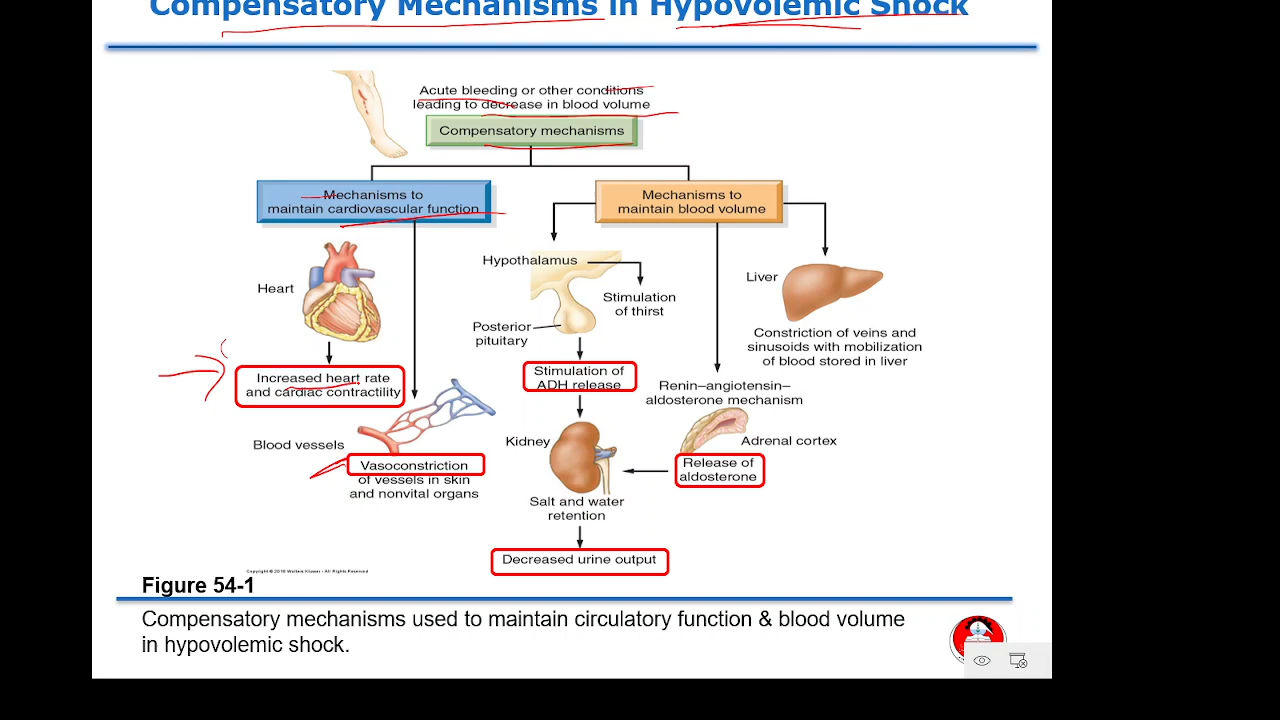 Compensatory Mechanisms in Hypovolemic Shock
Acute bleeding or other conditions
leading to decrease in blood volume
Compensatory mechanisms
Mechanisms to
maintain cardiovascular function
Mechanisms to
maintain blood volume
Heart
Increased heart rate
and cardiac contractility
Blood vessels
Vasoconstriction
of vessels in skin
and nonvital organs
Hypothalamus
Stimulation
of thirst
Posterior
pituitary
Stimulation of
ADH release
Kidney
Salt and water
retention
Decreased urine output
Renin–angiotensin–
aldosterone mechanism
Adrenal cortex
Release of
aldosterone
Liver
Constriction of veins and
sinusoids with mobilization
of blood stored in liver
Copyright © 2019 Wolters Kluwer - All Rights Reserved
Figure 54-1
Compensatory mechanisms used to maintain circulatory function & blood volume
in hypovolemic shock.